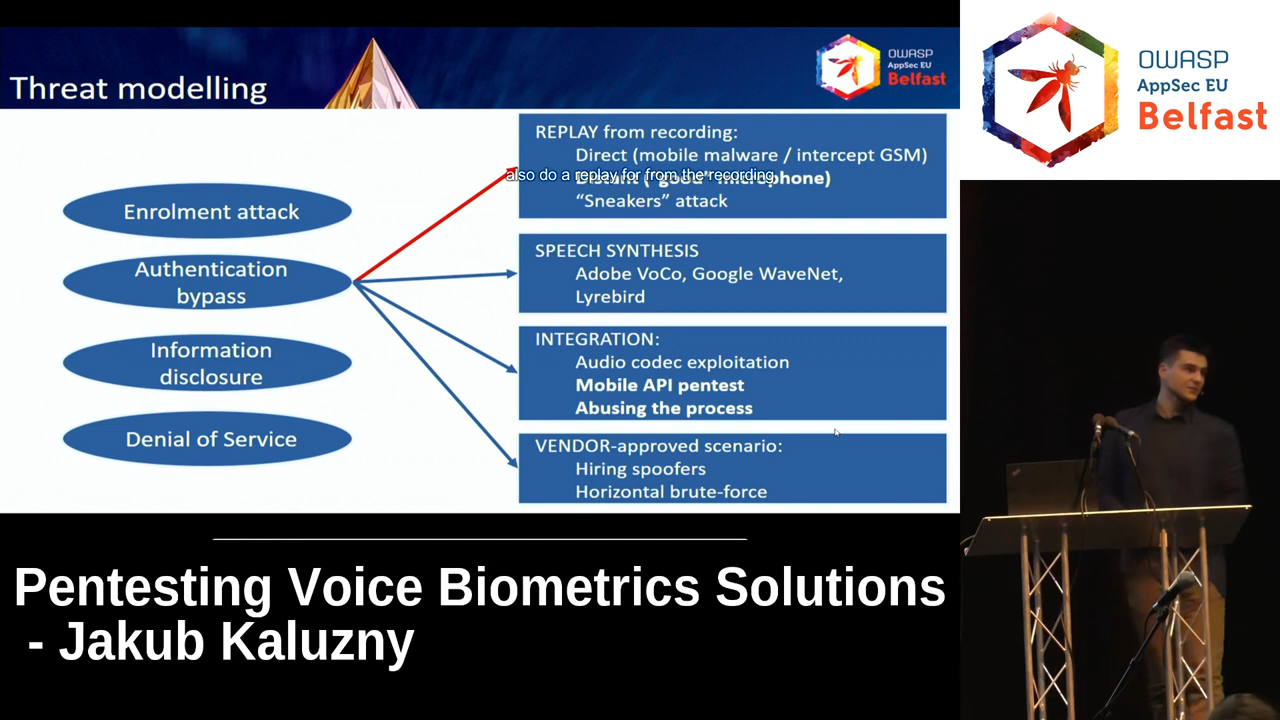 Threat modelling
OWASP
AppSec EU
Belfast
Enrolment attack
Authentication
bypass
Information
disclosure
Denial of Service
REPLAY from recording:
Direct (mobile malware / intercept GSM)
Distant ("good" microphone)
also do a replay for from the recording
"Sneakers" attack
SPEECH SYNTHESIS
Adobe VoCo, Google WaveNet,
Lyrebird
INTEGRATION:
Audio codec exploitation
Mobile API pentest
Abusing the process
VENDOR-approved scenario:
Hiring spoofers
Horizontal brute-force
OWASP
AppSec EU
Belfast
Pentesting Voice Biometrics Solutions
- Jakub Kaluzny